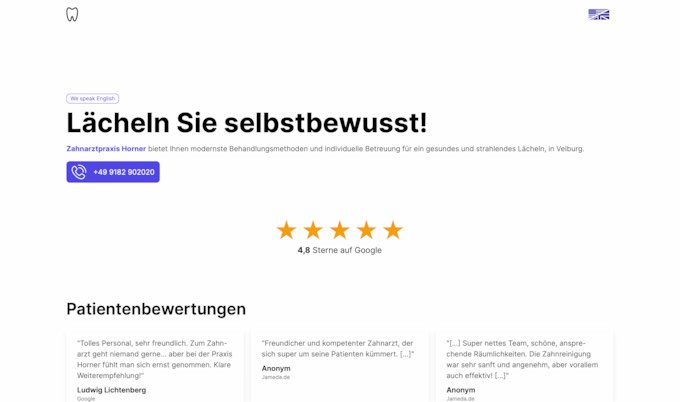 We speak English
Lächeln Sie selbstbewusst!
Zahnarztpraxis Horner bietet Ihnen modernste Behandlungsmethoden und individuelle Betreuung für ein gesundes und strahlendes Lächeln, in Velburg.
+49 9182 902020
4,8 Sterne auf Google
Patientenbewertungen
"Tolles Personal, sehr freundlich. Zum Zahn-
arzt geht niemand gerne... aber bei der Praxis
Horner fühlt man sich ernst genommen. Klare
Weiterempfehlung!"
Ludwig Lichtenberg
Google
"Freundlicher und kompetenter Zahnarzt, der
sich super um seine Patienten kümmert. [...]"
Anonym
Jameda.de
"[...] Super nettes Team, schöne, anspre-
chende Räumlichkeiten. Die Zahnreinigung
war sehr sanft und angenehm, aber vorallem
auch effektiv! [...]"
Anonym
Jameda.de